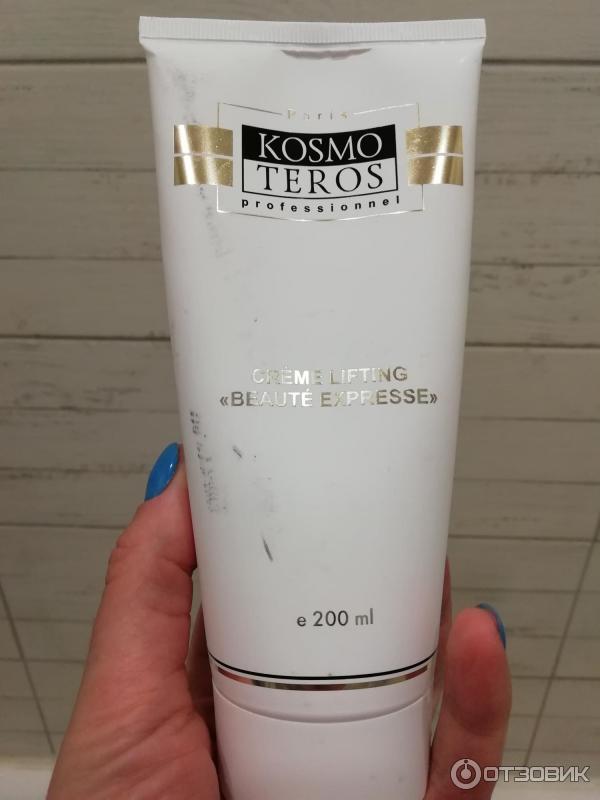 Paris
KOSMO
TEROS
professionnel
CRÈME LIFTING
«BEAUTÉ EXPRESSE»
e 200 ml
ОТЗОВИК